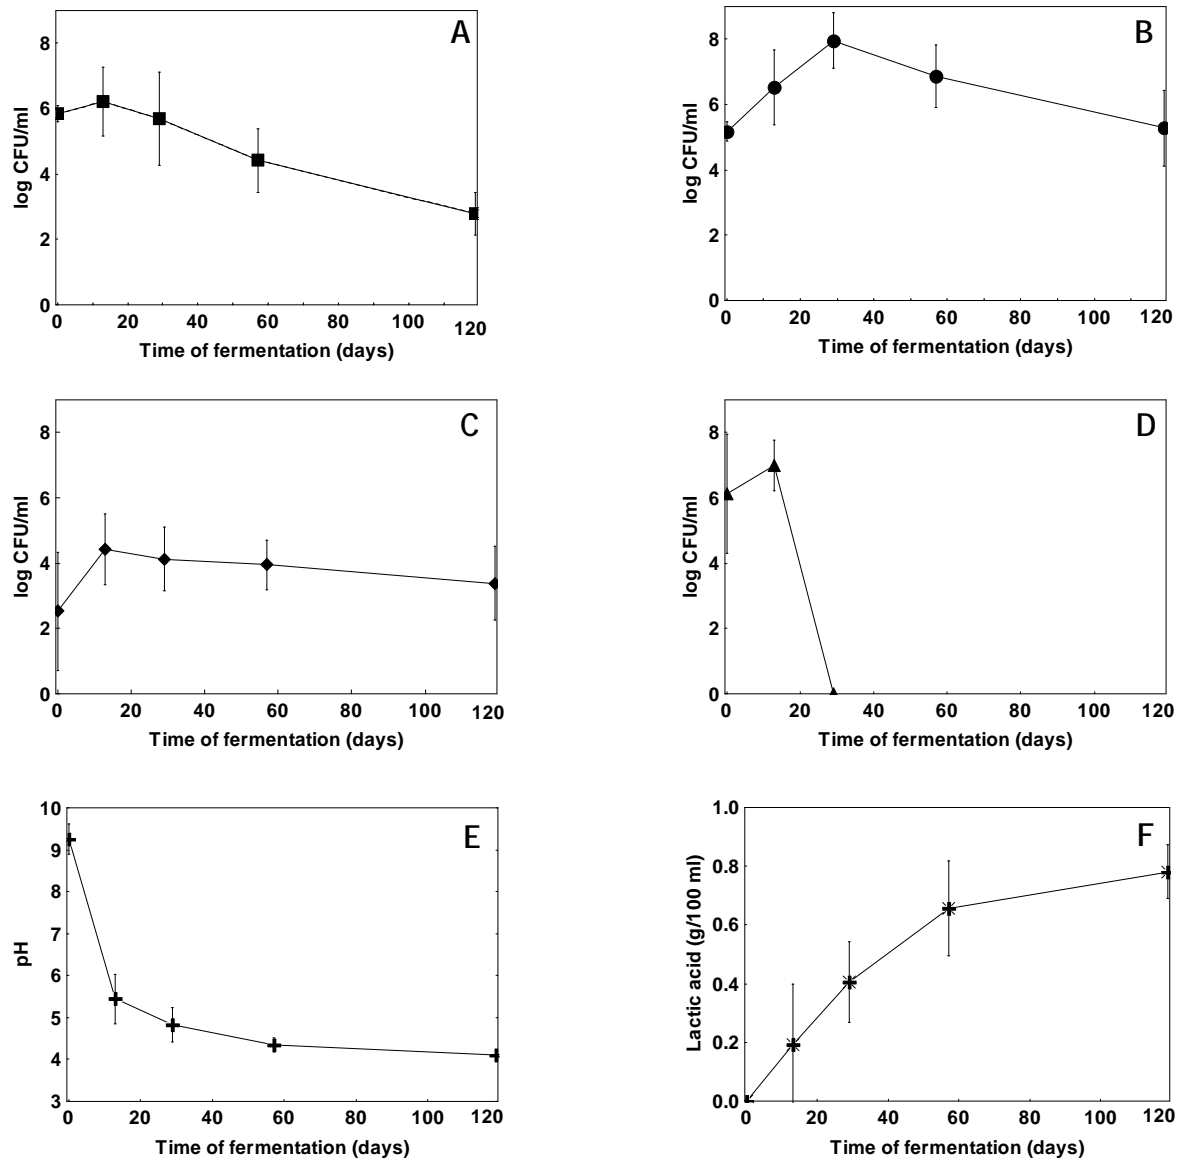 A
log CFU/ml
8
6
4
2
0
0 20 40 60 80 100 120
Time of fermentation (days)
B
log CFU/ml
8
6
4
2
0
0 20 40 60 80 100 120
Time of fermentation (days)
C
log CFU/ml
8
6
4
2
0
0 20 40 60 80 100 120
Time of fermentation (days)
D
log CFU/ml
8
6
4
2
0
0 20 40 60 80 100 120
Time of fermentation (days)
E
pH
10
9
8
7
6
5
4
3
0 20 40 60 80 100 120
Time of fermentation (days)
F
Lactic acid (g/100 ml)
1.0
0.8
0.6
0.4
0.2
0.0
0 20 40 60 80 100 120
Time of fermentation (days)